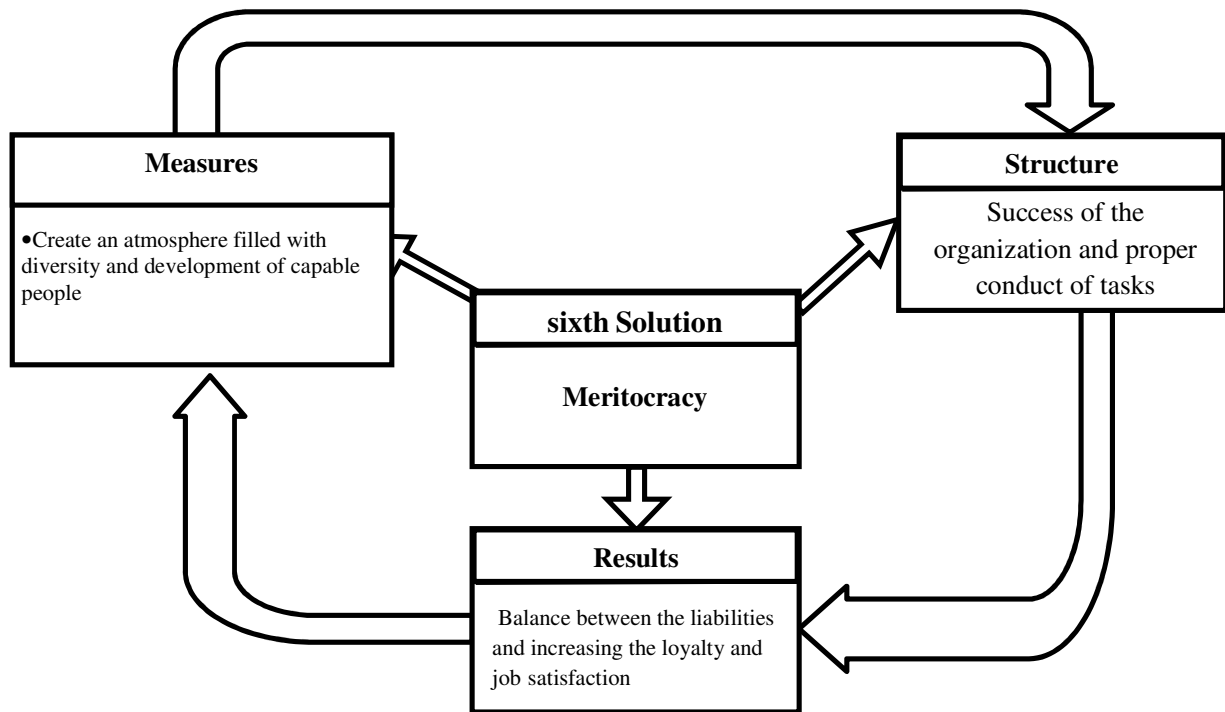 Measures
•Create an atmosphere filled with
diversity and development of capable
people
Structure
Success of the
organization and proper
conduct of tasks
sixth Solution
Meritocracy
Results
Balance between the liabilities
and increasing the loyalty and
job satisfaction